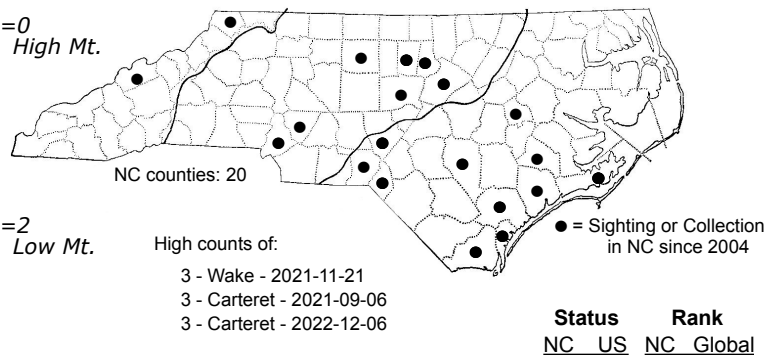 =0
High Mt.
NC counties: 20
=2
Low Mt.
High counts of:
3 - Wake - 2021-11-21
3 - Carteret - 2021-09-06
3 - Carteret - 2022-12-06
● = Sighting or Collection
in NC since 2004
Status Rank
NC US NC Global